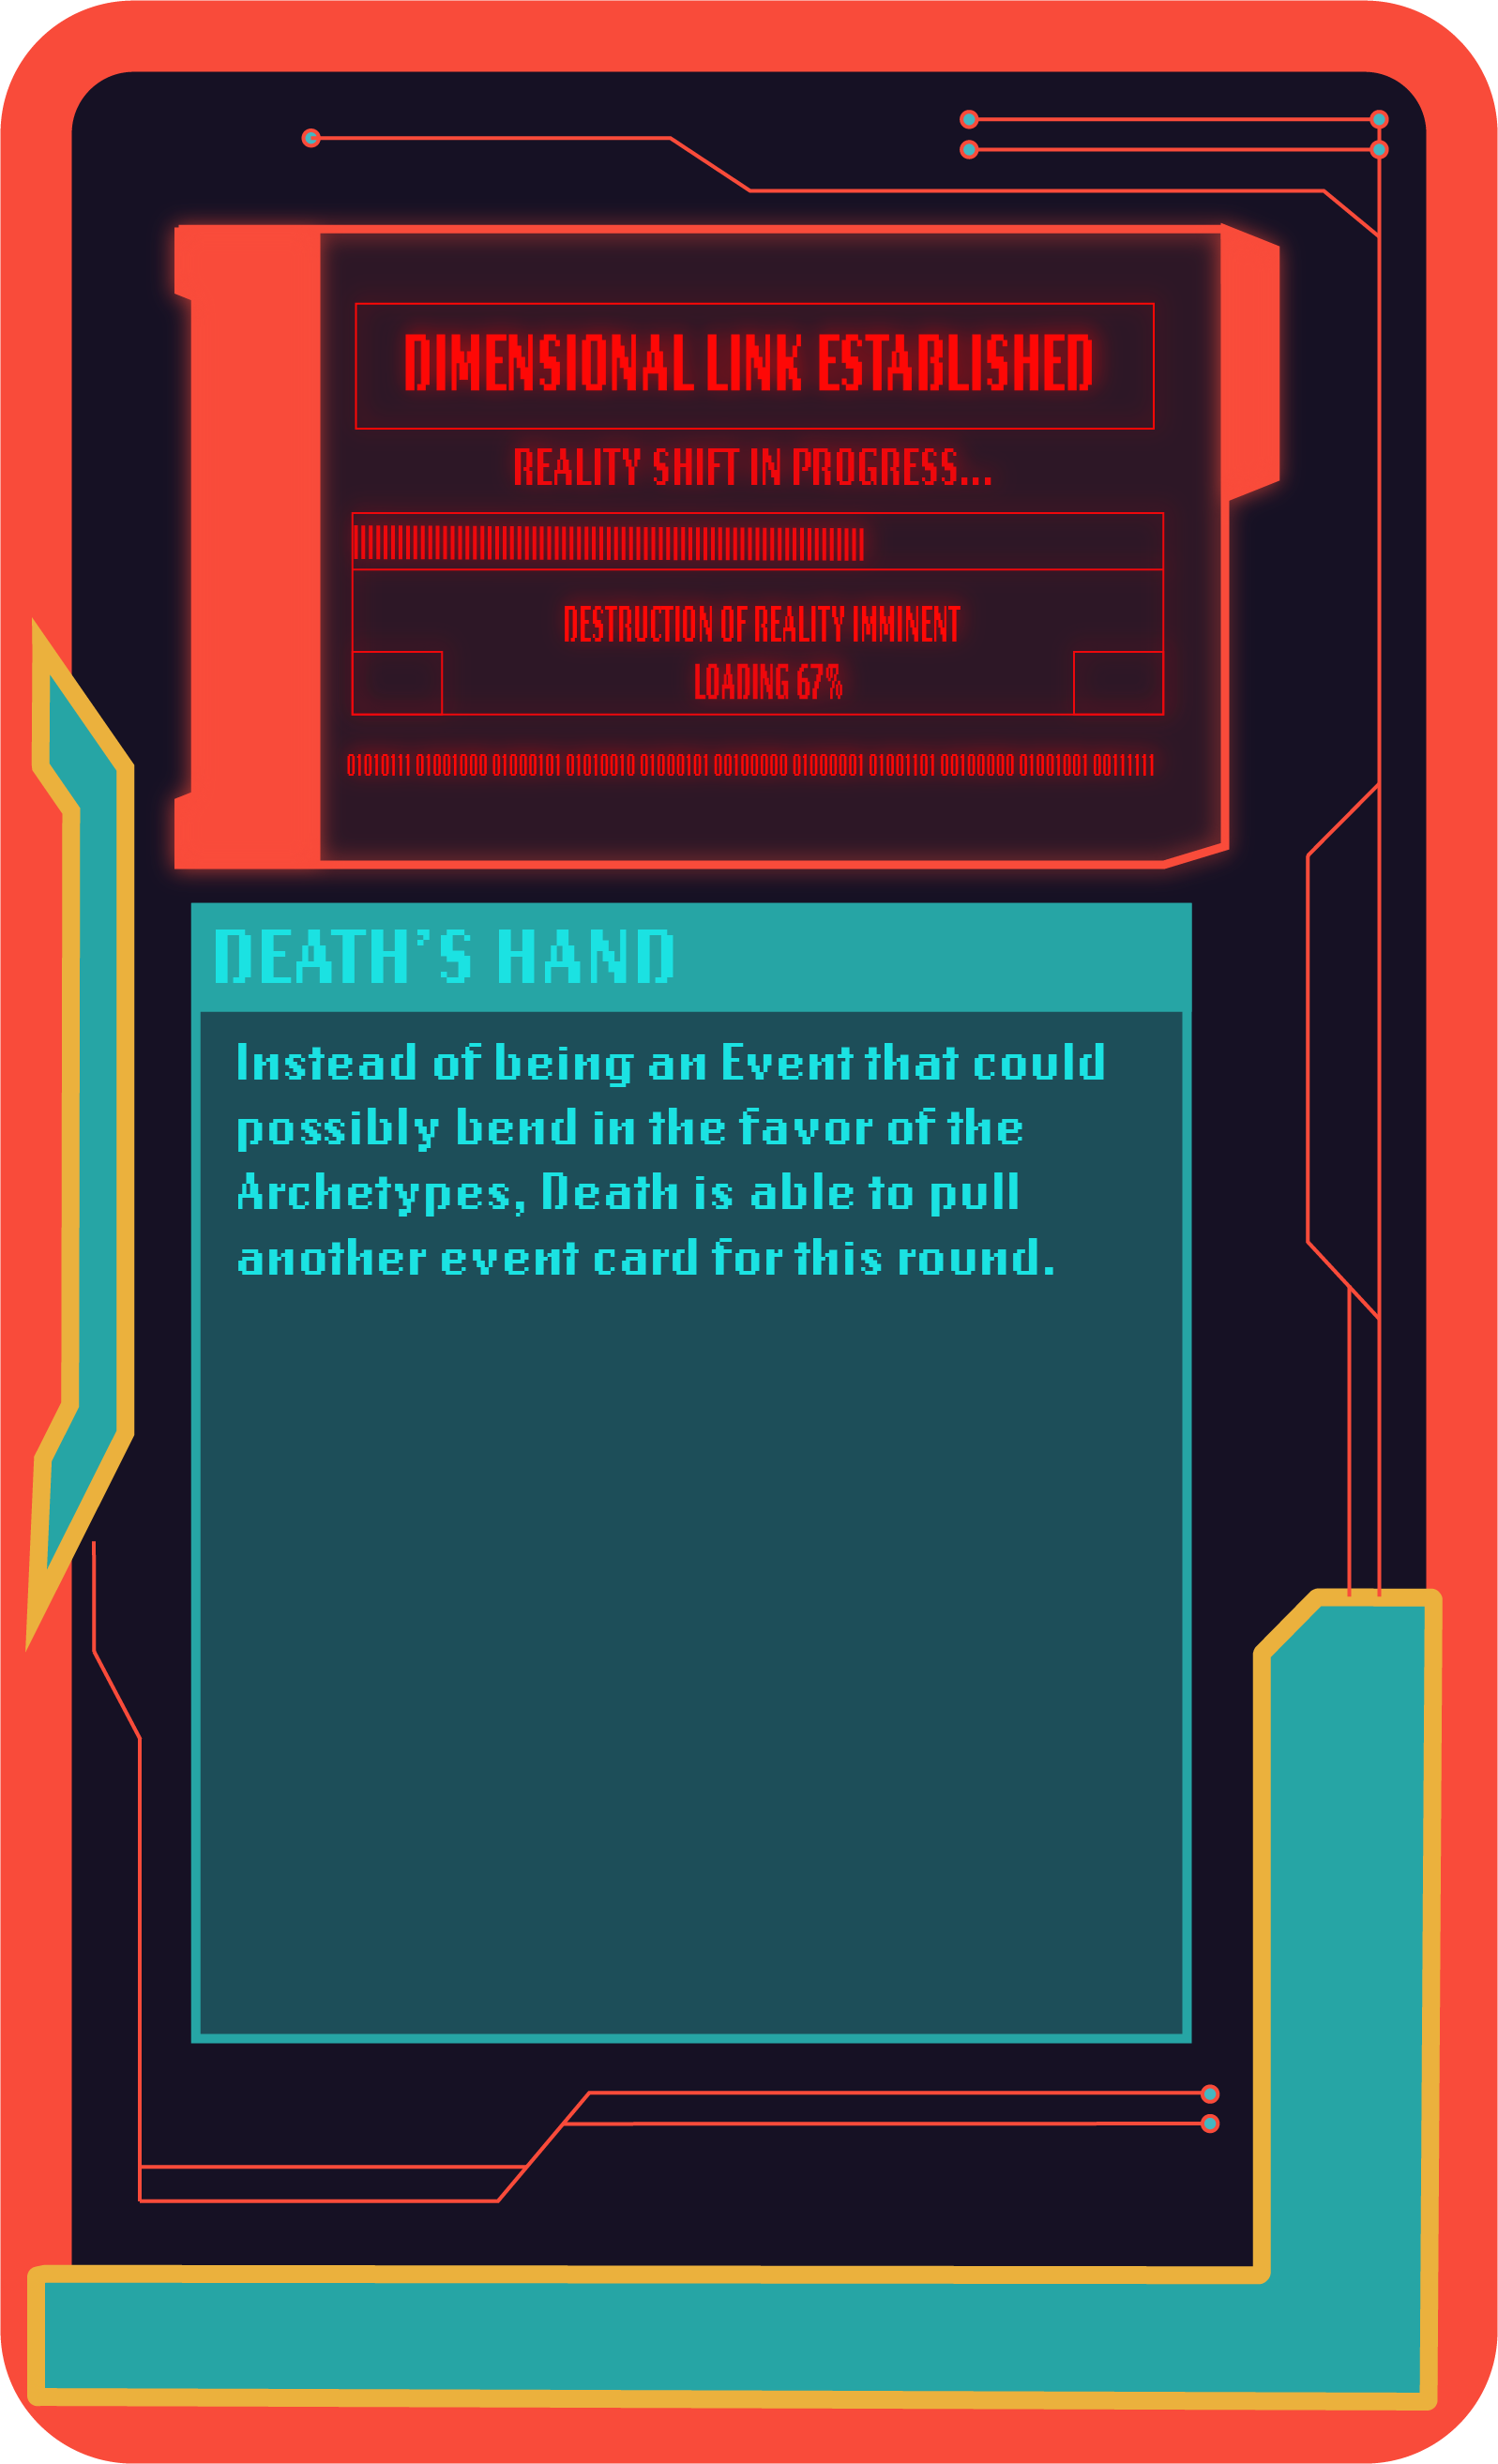 DIMENSIONAL LINK ESTABLISHED
REALITY SHIFT IN PROGRESS...
DESTRUCTION OF REALITY IMMINENT
LOADING 67%
01010111 01001000 01000101 01010010 01000101 00100000 01000001 01001101 00100000 01001001 00111111
DEATH'S HAND
Instead of being an Event that could
possibly bend in the favor of the
Archetypes, Death is able to pull
another event card for this round.